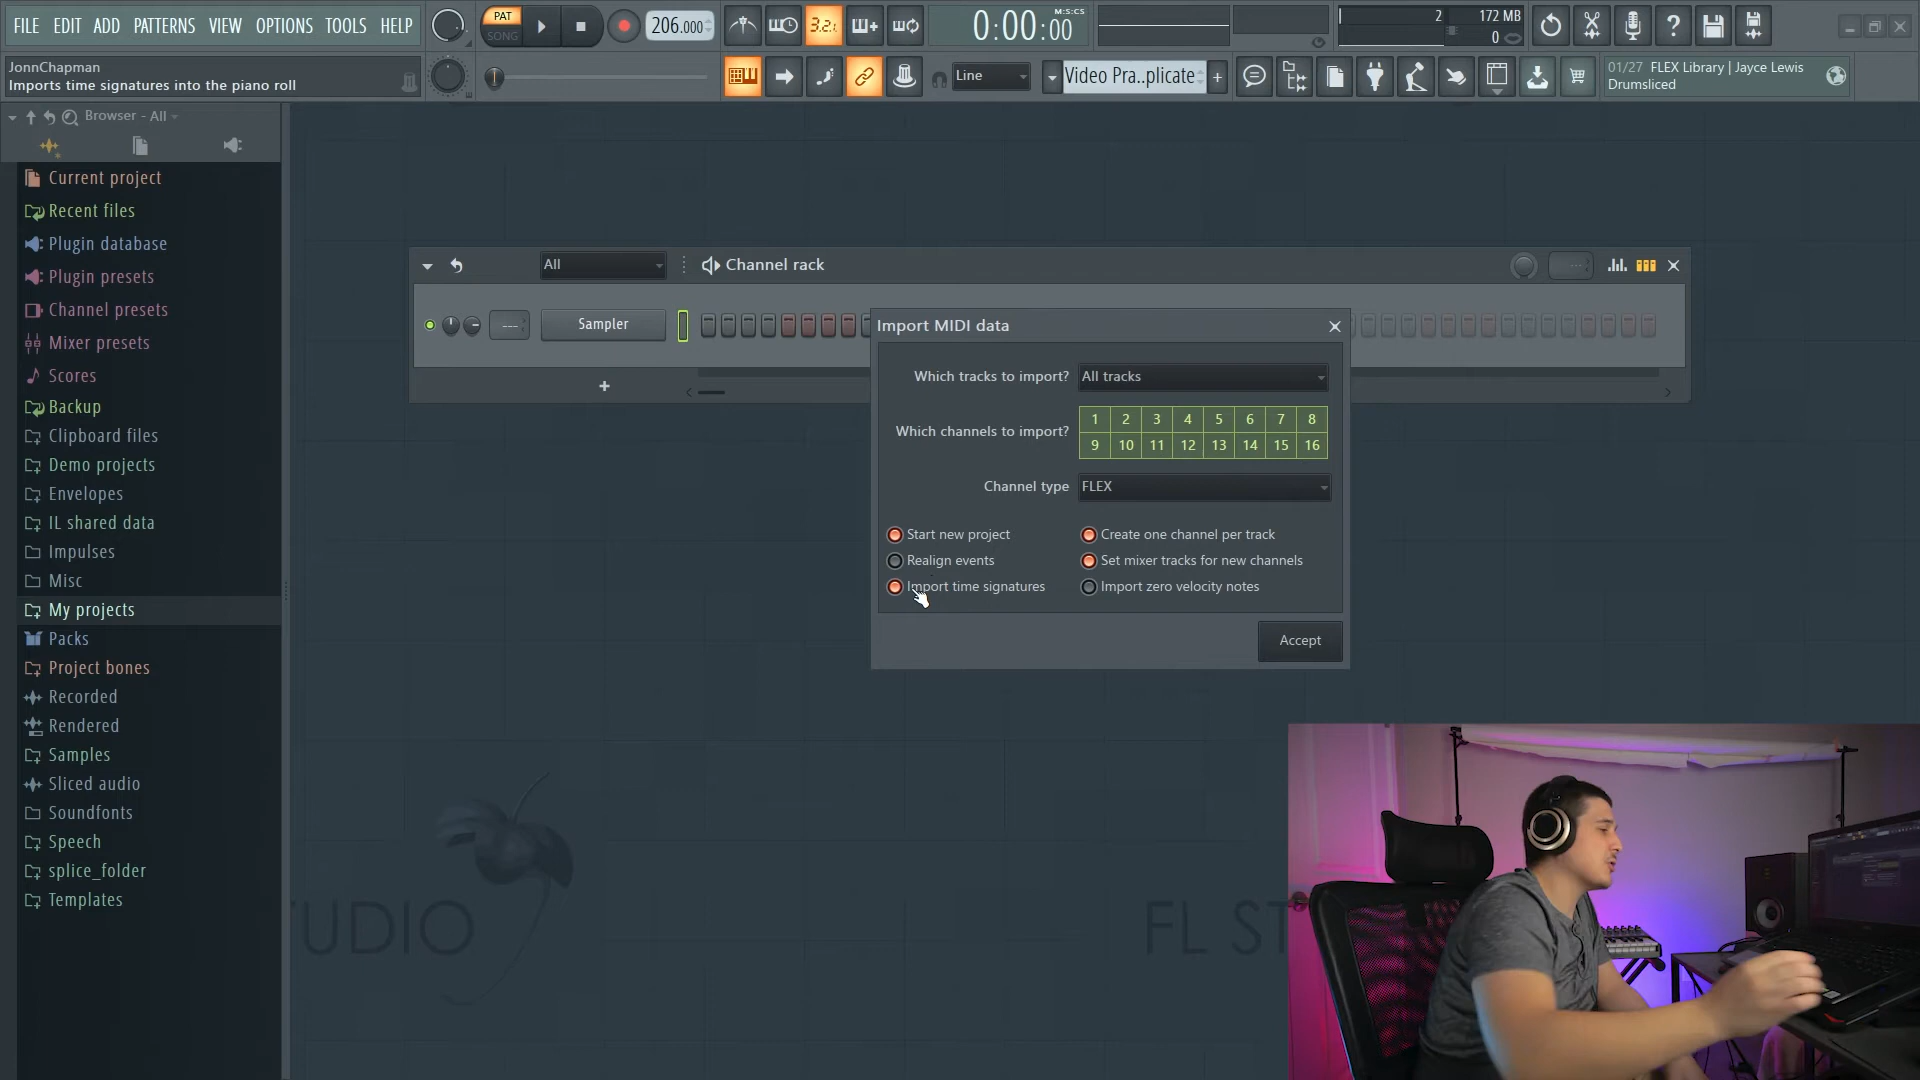 FILE EDIT ADD PATTERNS VIEW OPTIONS TOOLS HELP
PAT
SONG
206.000
3.2.
0:00:00
M:S:CS
2
172 MB
0
JonnChapman
Imports time signatures into the piano roll
Line
Video Pra..plicate
+
01/27 FLEX Library | Jayce Lewis
Drumsliced
Browser - All
Current project
Recent files
Plugin database
Plugin presets
Channel presets
Mixer presets
Scores
Backup
Clipboard files
Demo projects
Envelopes
IL shared data
Impulses
Misc
My projects
Packs
Project bones
Recorded
Rendered
Samples
Sliced audio
Soundfonts
Speech
splice_folder
Templates
All
Channel rack
---
---
Sampler
+
Import MIDI data
Which tracks to import? All tracks
Which channels to import?
1 2 3 4 5 6 7 8
9 10 11 12 13 14 15 16
Channel type FLEX
Start new project
Create one channel per track
Realign events
Set mixer tracks for new channels
Import time signatures
Import zero velocity notes
Accept
UDIO
FL ST